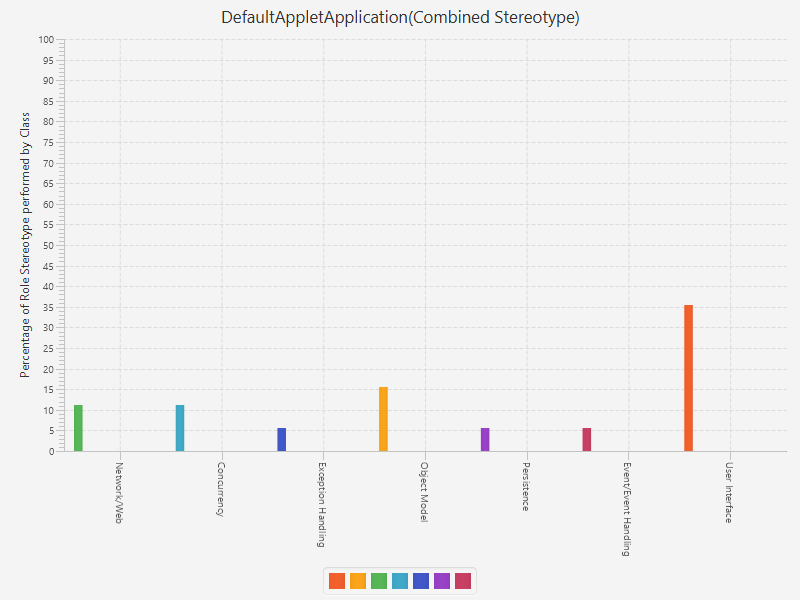 DefaultAppletApplication(Combined Stereotype)
Percentage of Role Stereotype performed by Class
100
95
90
85
80
75
70
65
60
55
50
45
40
35
30
25
20
15
10
5
0
Network/Web
Concurrency
Exception Handling
Object Model
Persistence
Event/Event Handling
User Interface